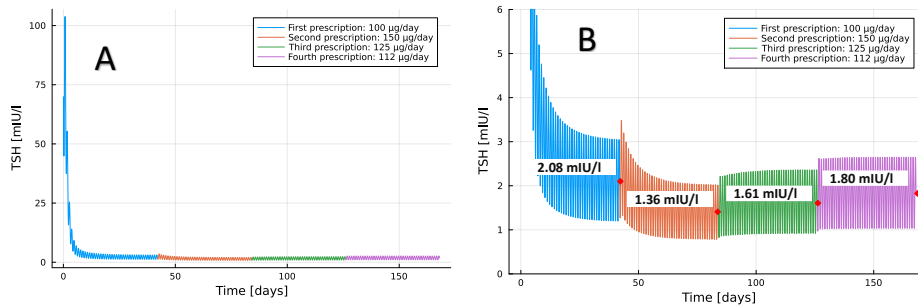 A
First prescription: 100 µg/day
Second prescription: 150 µg/day
Third prescription: 125 µg/day
Fourth prescription: 112 µg/day
TSH [mIU/l]
100
75
50
25
0
0
50
100
150
Time [days]
B
First prescription: 100 µg/day
Second prescription: 150 µg/day
Third prescription: 125 µg/day
Fourth prescription: 112 µg/day
TSH [mIU/l]
6
5
4
3
2
1
0
2.08 mIU/l
1.36 mIU/l
1.61 mIU/l
1.80 mIU/l
0
50
100
150
Time [days]